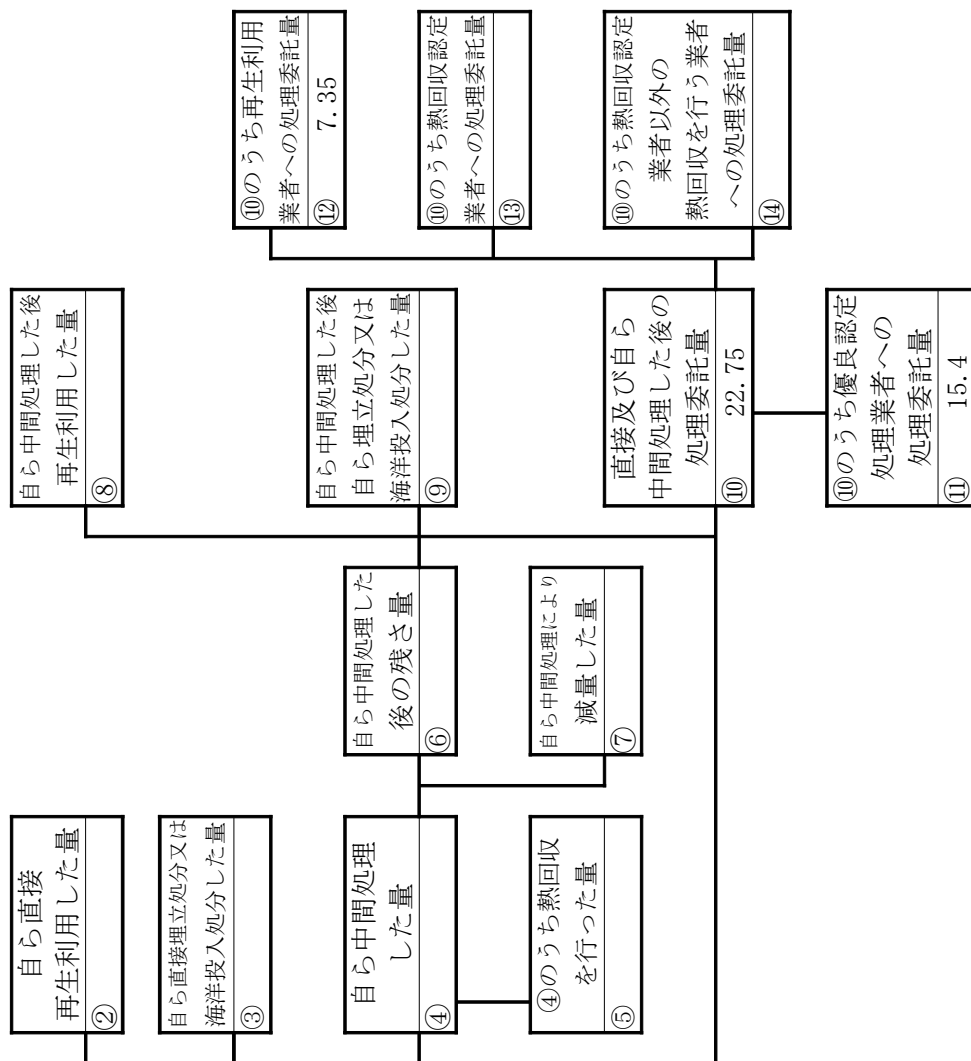 自ら直接
再生利用した量
②
自ら直接埋立処分又は
海洋投入処分した量
③
自ら中間処理
した量
④
④のうち熱回収
を行った量
⑤
自ら中間処理した
後の残さ量
⑥
自ら中間処理により
減量した量
⑦
自ら中間処理した後
再生利用した量
⑧
自ら中間処理した後
自ら埋立処分又は
海洋投入処分した量
⑨
直接及び自ら
中間処理した後の
処理委託量
⑩ 22.75
⑩のうち優良認定
処理業者への
処理委託量
⑪ 15.4
⑩のうち再生利用
業者への処理委託量
⑫ 7.35
⑩のうち熱回収認定
業者への処理委託量
⑬
⑩のうち熱回収認定
業者以外の
熱回収を行う業者
への処理委託量
⑭